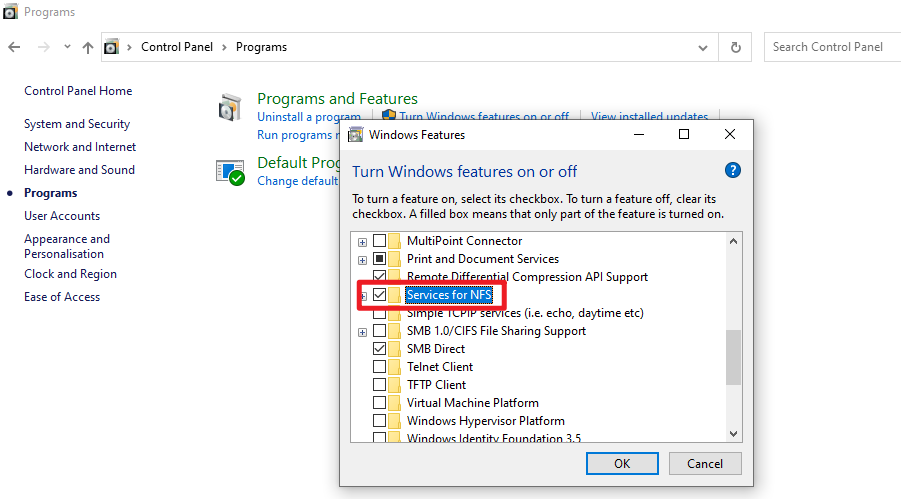 Programs
Control Panel
Programs
Search Control Panel
Control Panel Home
System and Security
Network and Internet
Hardware and Sound
Programs
User Accounts
Appearance and
Personalisation
Clock and Region
Ease of Access
Programs and Features
Uninstall a program
Turn Windows features on or off
View installed updates
Run programs
Default
Change default
Windows Features
Turn Windows features on or off
?
To turn a feature on, select its checkbox. To turn a feature off, clear its
checkbox. A filled box means that only part of the feature is turned on.
MultiPoint Connector
Print and Document Services
Remote Differential Compression API Support
Services for NFS
Simple TCPIP services (i.e. echo, daytime etc)
SMB 1.0/CIFS File Sharing Support
SMB Direct
Telnet Client
TFTP Client
Virtual Machine Platform
Windows Hypervisor Platform
Windows Identity Foundation 3.5
OK
Cancel